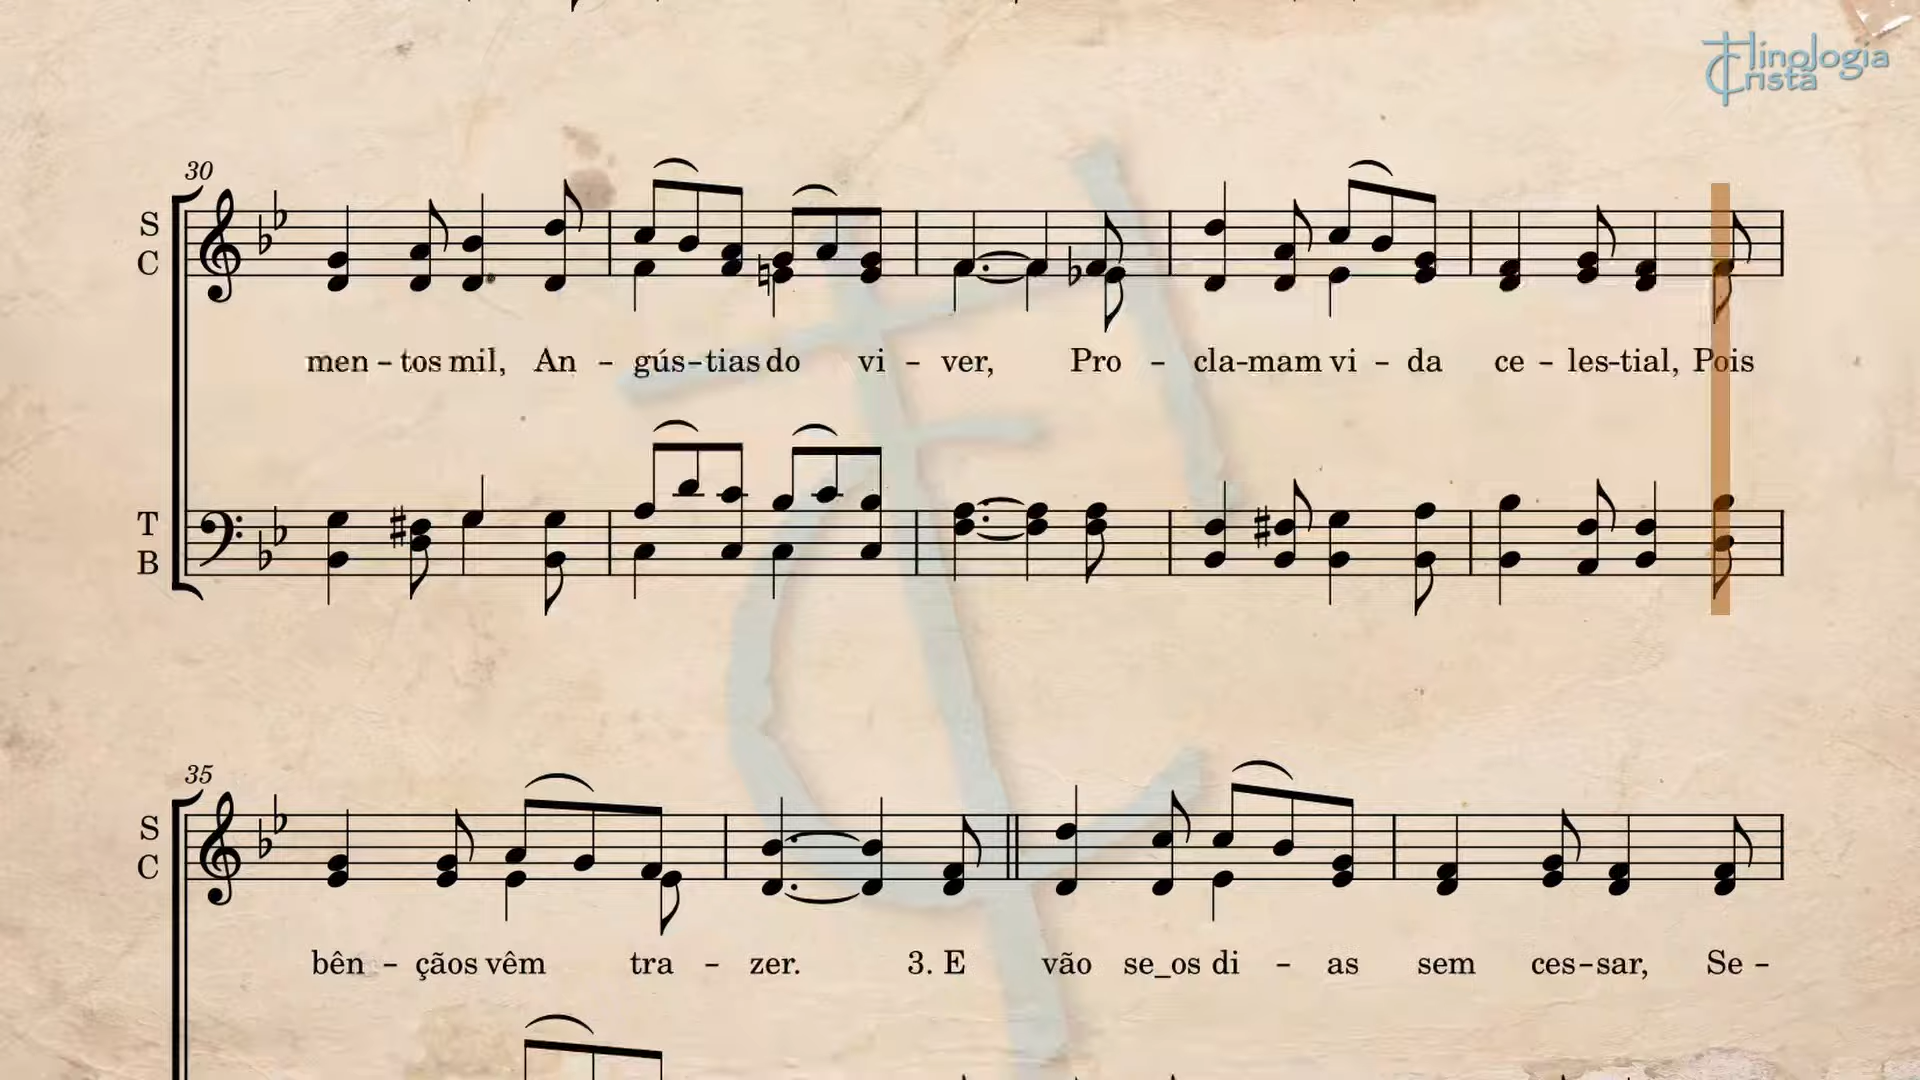 Hinologia
Cristã
30
S
C
men – tos mil, An – gús–tias do vi – ver, Pro – cla–mam vi – da ce – les–tial, Pois
T
B
35
S
C
bên – çãos vêm tra – zer. 3. E vão se_os di – as sem ces–sar, Se –